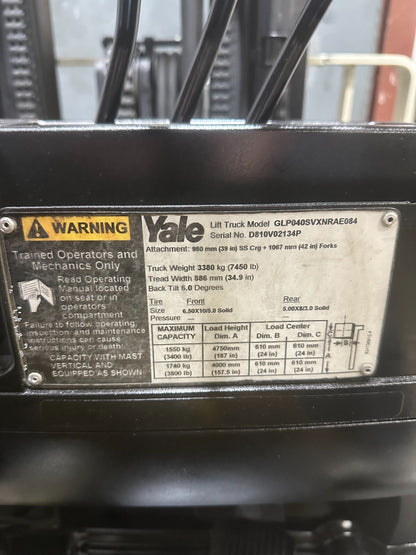 WARNING
Trained Operators and
Mechanics Only
Read Operating
Manual located
on seat or in
operators
compartment
Failure to follow operating,
inspection, and maintenance
instructions can cause
serious injury or death!
CAPACITY WITH MAST
VERTICAL AND
EQUIPPED AS SHOWN
Yale
Lift Truck Model GLP040SVXNRAE084
Serial No. D810V02134P
Attachment: 980 mm (39 in) SS Crg + 1067 mm (42 in) Forks
Truck Weight 3380 kg (7450 lb)
Tread Width 886 mm (34.9 in)
Back Tilt 6.0 Degrees
Tire Front Rear
Size 6.50X10/5.0 Solid 5.00X8/3.0 Solid
Pressure --- ---
MAXIMUM CAPACITY Load Height Dim. A Load Center Dim. B Dim. C
1550 kg (3400 lb) 4750mm (187 in) 610 mm (24 in) 610 mm (24 in)
1740 kg (3800 lb) 4000 mm (157.5 in) 610 mm (24 in) 610 mm (24 in)
B
A